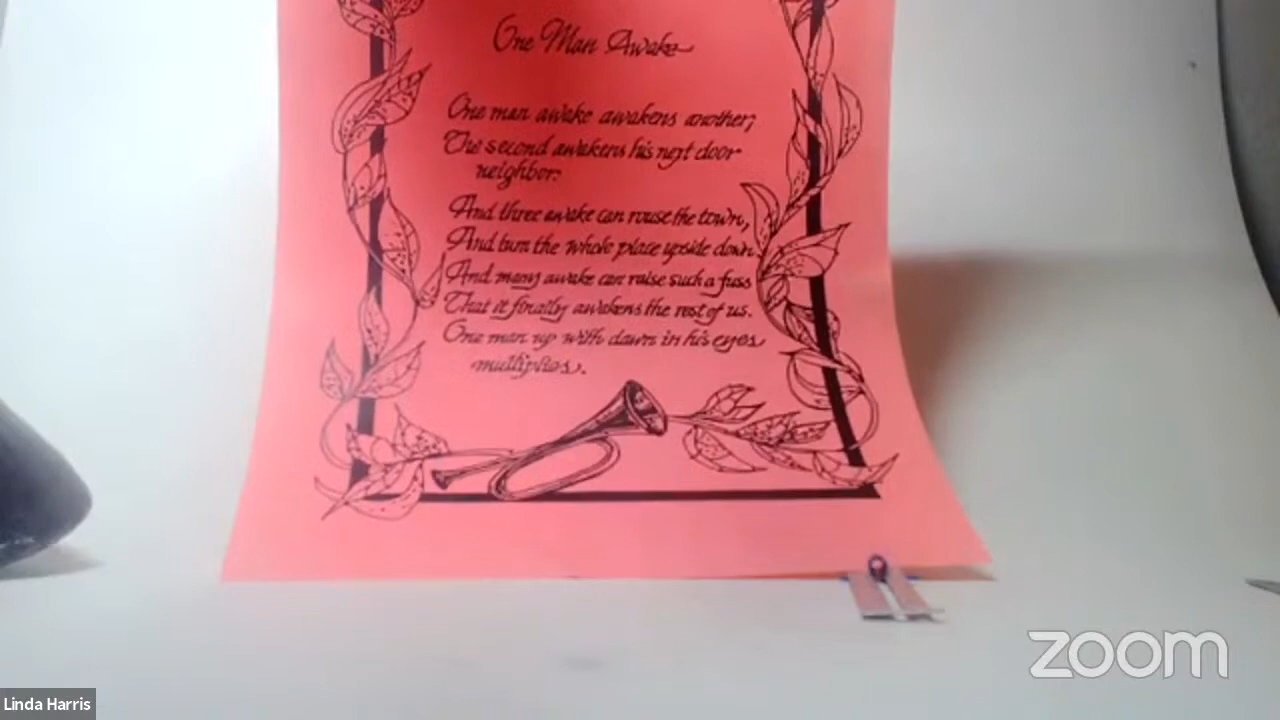 One Man Awake
One man awake awakens another;
The second awakens his next door
neighbor.
And three awake can rouse the town,
And turn the whole place upside down.
And many awake can raise such a fuss
That it finally awakens the rest of us.
One man up with dawn in his eyes
multiplies.
zoom
Linda Harris